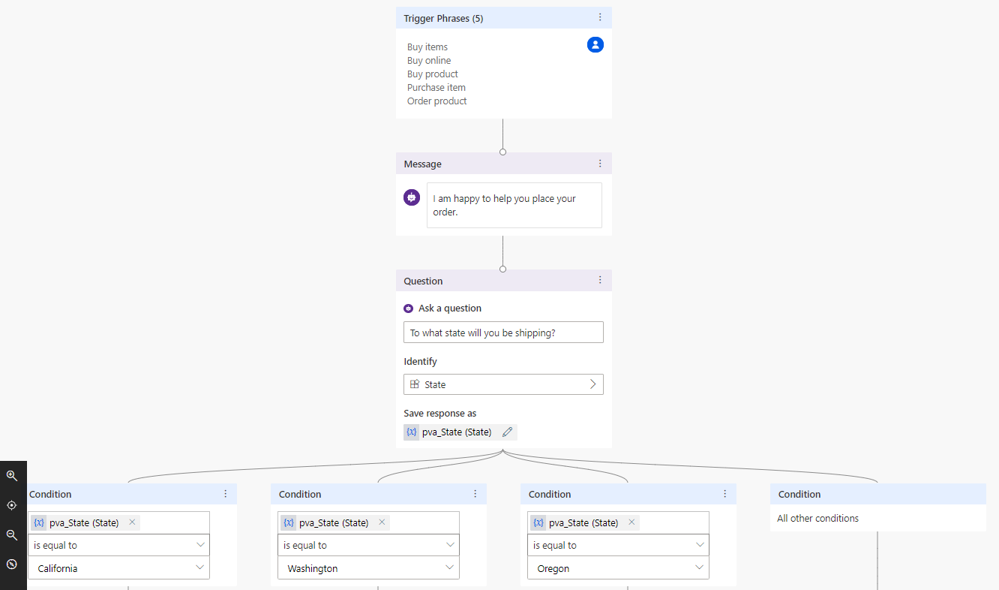 Trigger Phrases (5)
Buy items
Buy online
Buy product
Purchase item
Order product
Message
I am happy to help you place your
order.
Question
Ask a question
To what state will you be shipping?
Identify
State
Save response as
{x} pva_State (State)
Condition
{x} pva_State (State)
is equal to
California
Condition
{x} pva_State (State)
is equal to
Washington
Condition
{x} pva_State (State)
is equal to
Oregon
Condition
All other conditions